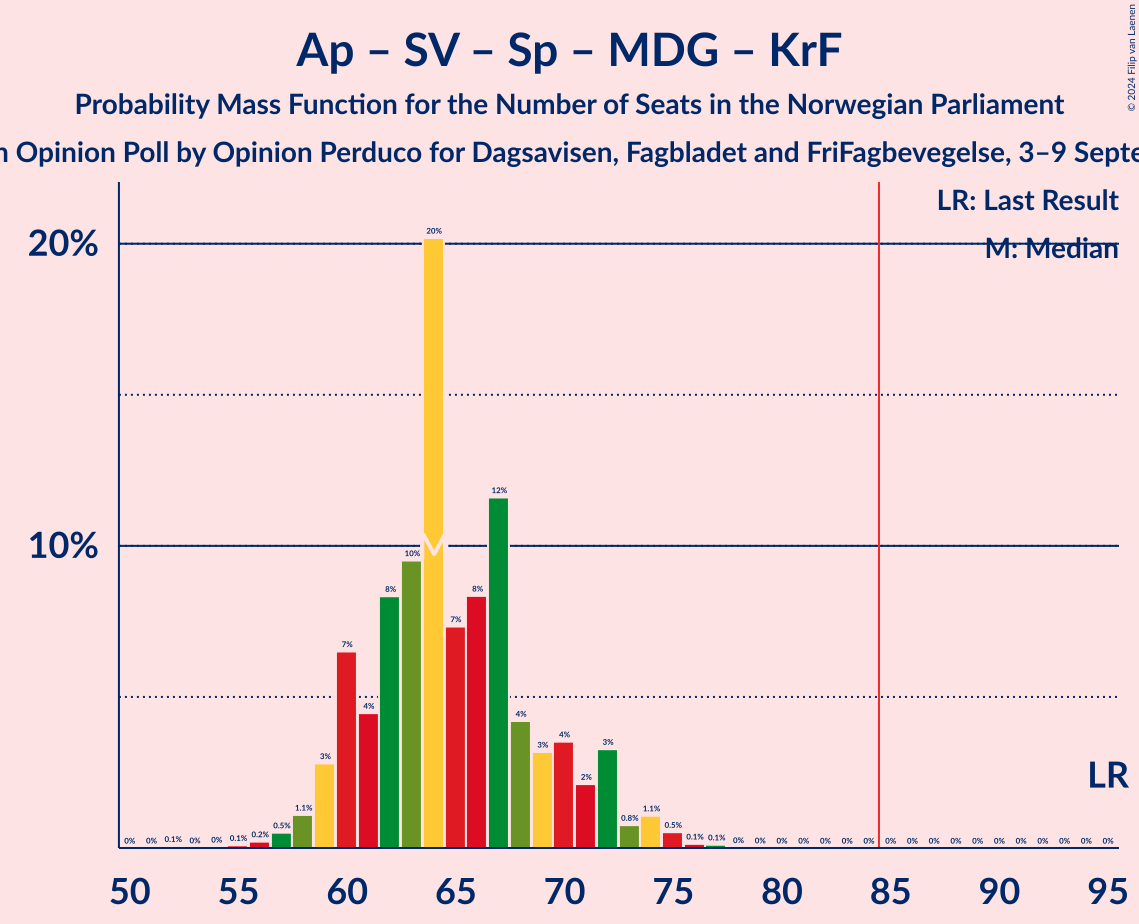 Ap – SV – Sp – MDG – KrF
Probability Mass Function for the Number of Seats in the Norwegian Parliament
Opinion Poll by Opinion Perduco for Dagsavisen, Fagbladet and FriFagbevegelse, 3–9
© 2024 Filip van Laenen
LR: Last Result
M: Median
20%
10%
0% 0% 0.1% 0% 0% 0.1% 0.2% 0.5% 1.1% 3% 7% 4% 8% 10% 20% 7% 8% 12% 4% 3% 4% 2% 3% 0.8% 1.1% 0.5% 0.1% 0.1% 0% 0% 0% 0% 0% 0% 0% 0% 0% 0% 0% 0% 0% 0% 0% 0% 0% 0%
M
LR
50 55 60 65 70 75 80 85 90 95